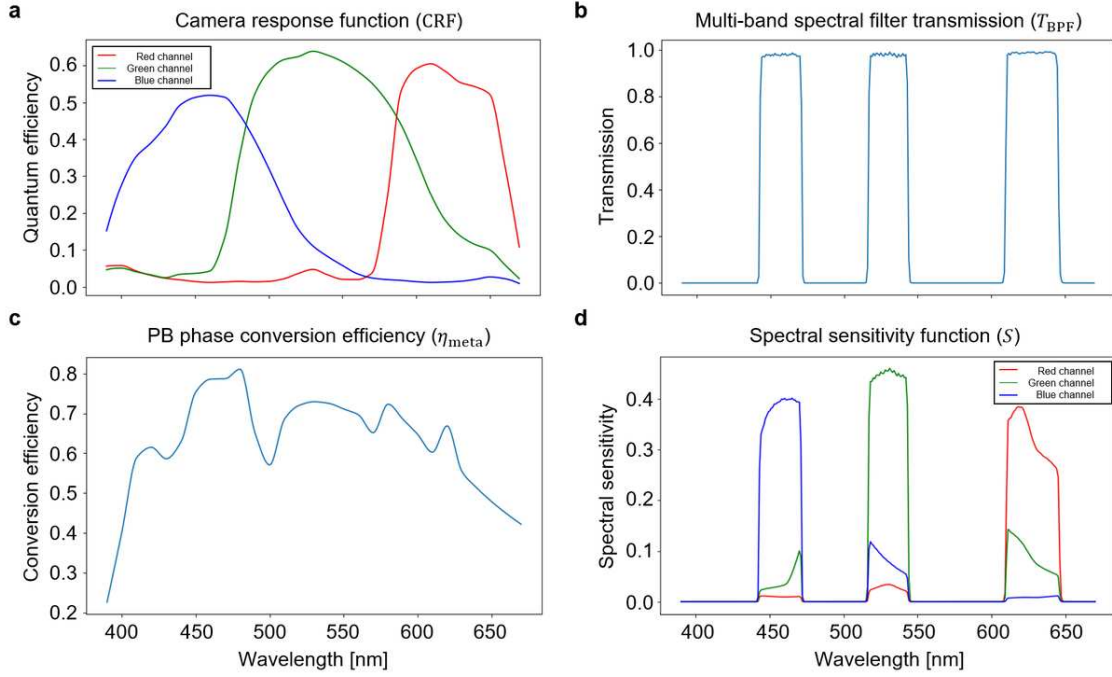 a
Camera response function (CRF)
Red channel
Green channel
Blue channel
Quantum efficiency
0.6
0.5
0.4
0.3
0.2
0.1
0.0
b
Multi-band spectral filter transmission (T_BPF)
Transmission
1.0
0.8
0.6
0.4
0.2
0.0
c
PB phase conversion efficiency (η_meta)
Conversion efficiency
0.8
0.7
0.6
0.5
0.4
0.3
0.2
400 450 500 550 600 650
Wavelength [nm]
d
Spectral sensitivity function (S)
Red channel
Green channel
Blue channel
Spectral sensitivity
0.4
0.3
0.2
0.1
0.0
400 450 500 550 600 650
Wavelength [nm]